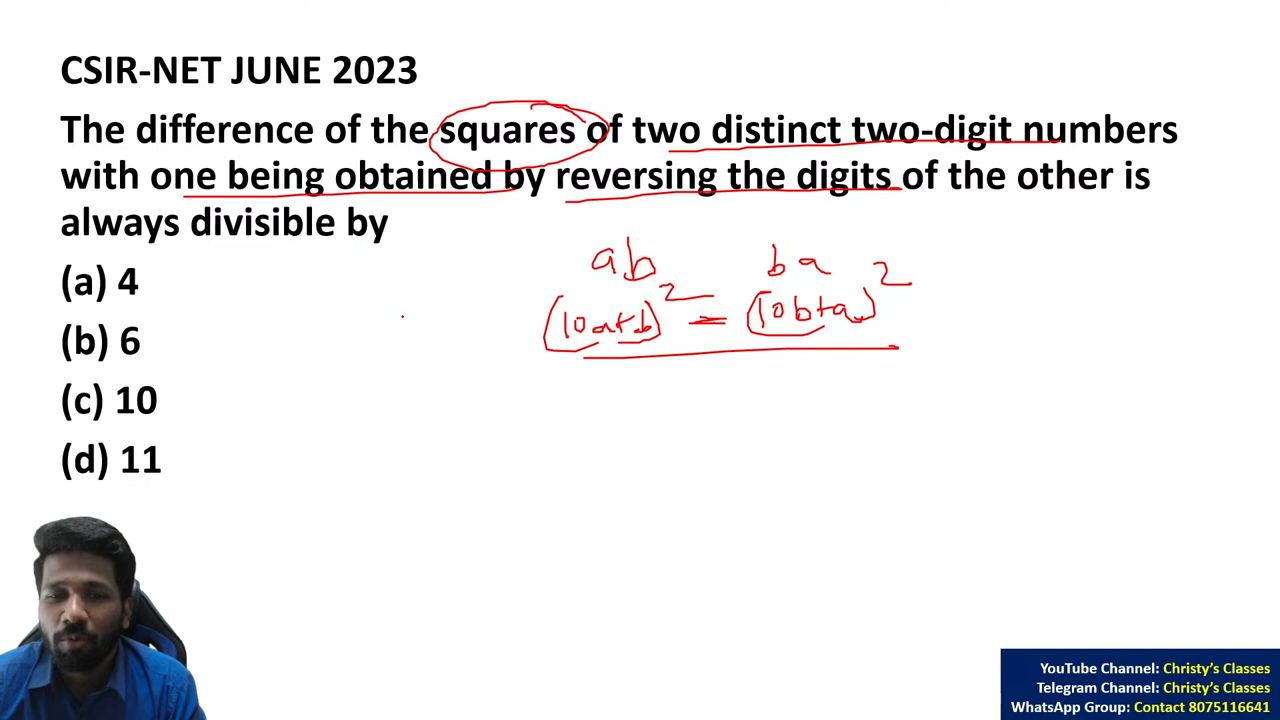 CSIR-NET JUNE 2023
The difference of the squares of two distinct two-digit numbers
with one being obtained by reversing the digits of the other is
always divisible by
(a) 4
(b) 6
(c) 10
(d) 11
ab ba
(10a+b)² - (10b+a)²
YouTube Channel: Christy's Classes
Telegram Channel: Christy's Classes
WhatsApp Group: Contact 8075116641